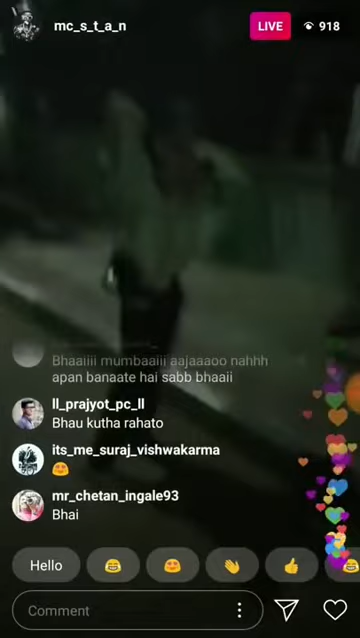 mc_s_t_a_n
LIVE
918
Bhaaiiii mumbaaiii aajaaaoo nahhh
apan banaate hai sabb bhaaii
ll_prajyot_pc_ll
Bhau kutha rahato
its_me_suraj_vishwakarma
😍
mr_chetan_ingale93
Bhai
Hello 😂 😍 👋 👍 😂
Comment